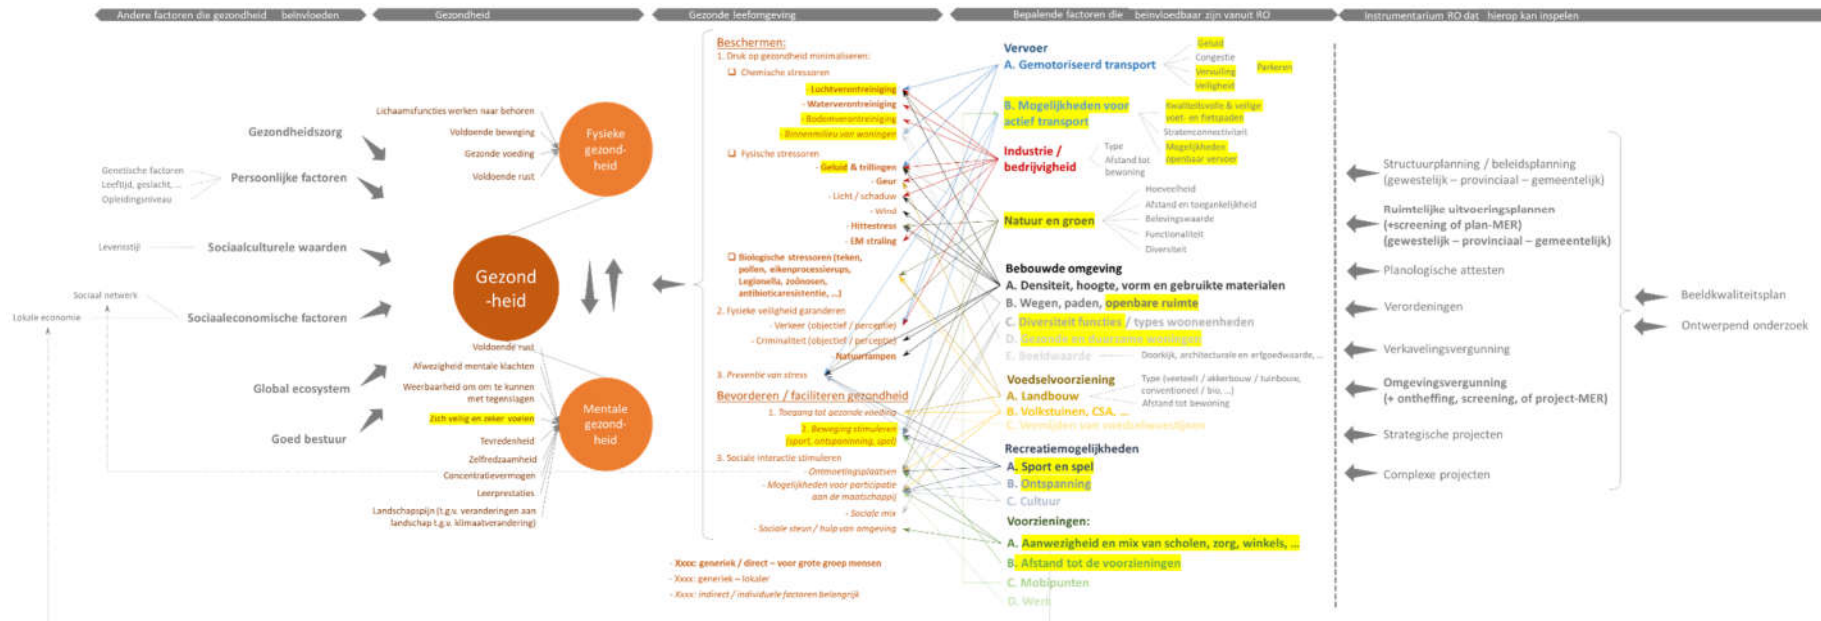 Andere factoren die gezondheid beïnvloeden
Gezondheid
Gezonde leefomgeving
Bepalende factoren die beïnvloedbaar zijn vanuit RO
Instrumentarium RO dat hierop kan inspelen
Gezondheidszorg
Genetische factoren
Leeftijd, geslacht, ...
Opleidingsniveau
Persoonlijke factoren
Levensstijl
Sociaalculturele waarden
Sociaal netwerk
Lokale economie
Sociaaleconomische factoren
Global ecosystem
Goed bestuur
Lichaamsfuncties werken naar behoren
Voldoende beweging
Gezonde voeding
Voldoende rust
Fysieke
gezond-
heid
Gezond
-heid
Voldoende rust
Afwezigheid mentale klachten
Weerbaarheid om om te kunnen
met tegenslagen
Zich veilig en zeker voelen
Tevredenheid
Zelfredzaamheid
Concentratievermogen
Leerprestaties
Landschapspijn (t.g.v. veranderingen aan
landschap t.g.v. klimaatverandering)
Mentale
gezond-
heid
Beschermen:
1. Druk op gezondheid minimaliseren:
Chemische stressoren
- Luchtverontreiniging
- Waterverontreiniging
- Bodemverontreiniging
- Binnenmilieu van woningen
Fysische stressoren
- Geluid & trillingen
- Geur
- Licht / schaduw
- Wind
- Hittestress
- EM straling
Biologische stressoren (teken,
pollen, eikenprocessierups,
Legionella, zoönosen,
antibioticaresistentie, ...)
2. Fysieke veiligheid garanderen
- Verkeer (objectief / perceptie)
- Criminaliteit (objectief / perceptie)
- Natuurrampen
3. Preventie van stress
Bevorderen / faciliteren gezondheid
1. Toegang tot gezonde voeding
2. Beweging stimuleren
(sport, ontspanninng, spel)
3. Sociale interactie stimuleren
- Ontmoetingsplaatsen
- Mogelijkheden voor participatie
aan de maatschappij
- Sociale mix
- Sociale steun / hulp van omgeving
- Xxxx: generiek / direct – voor grote groep mensen
- Xxxx: generiek – lokaler
- Xxxx: indirect / individuele factoren belangrijk
Vervoer
A. Gemotoriseerd transport
Geluid
Congestie
Vervuiling
Veiligheid
Parkeren
B. Mogelijkheden voor
actief transport
Kwaliteitsvolle & veilige
voet- en fietspaden
Stratenconnectiviteit
Mogelijkheden
openbaar vervoer
Industrie /
bedrijvigheid
Type
Afstand tot
bewoning
Natuur en groen
Hoeveelheid
Afstand en toegankelijkheid
Belevingswaarde
Functionaliteit
Diversiteit
Bebouwde omgeving
A. Densiteit, hoogte, vorm en gebruikte materialen
B. Wegen, paden, openbare ruimte
C. Diversiteit functies / types wooneenheden
D. Gezonde en duurzame woningen
E. Beeldwaarde
Doorkijk, architecturale en erfgoedwaarde, ...
Voedselvoorziening
A. Landbouw
Type (veeteelt / akkerbouw / tuinbouw,
conventioneel / bio, ...)
Afstand tot bewoning
B. Volkstuinen, CSA, ...
C. Vermijden van voedselwoestijnen
Recreatiemogelijkheden
A. Sport en spel
B. Ontspanning
C. Cultuur
Voorzieningen:
A. Aanwezigheid en mix van scholen, zorg, winkels, ...
B. Afstand tot de voorzieningen
C. Mobipunten
D. Werk
Structuurplanning / beleidsplanning
(gewestelijk – provinciaal – gemeentelijk)
Ruimtelijke uitvoeringsplannen
(+screening of plan-MER)
(gewestelijk – provinciaal – gemeentelijk)
Planologische attesten
Verordeningen
Verkavelingsvergunning
Omgevingsvergunning
(+ ontheffing, screening, of project-MER)
Strategische projecten
Complexe projecten
Beeldkwaliteitsplan
Ontwerpend onderzoek